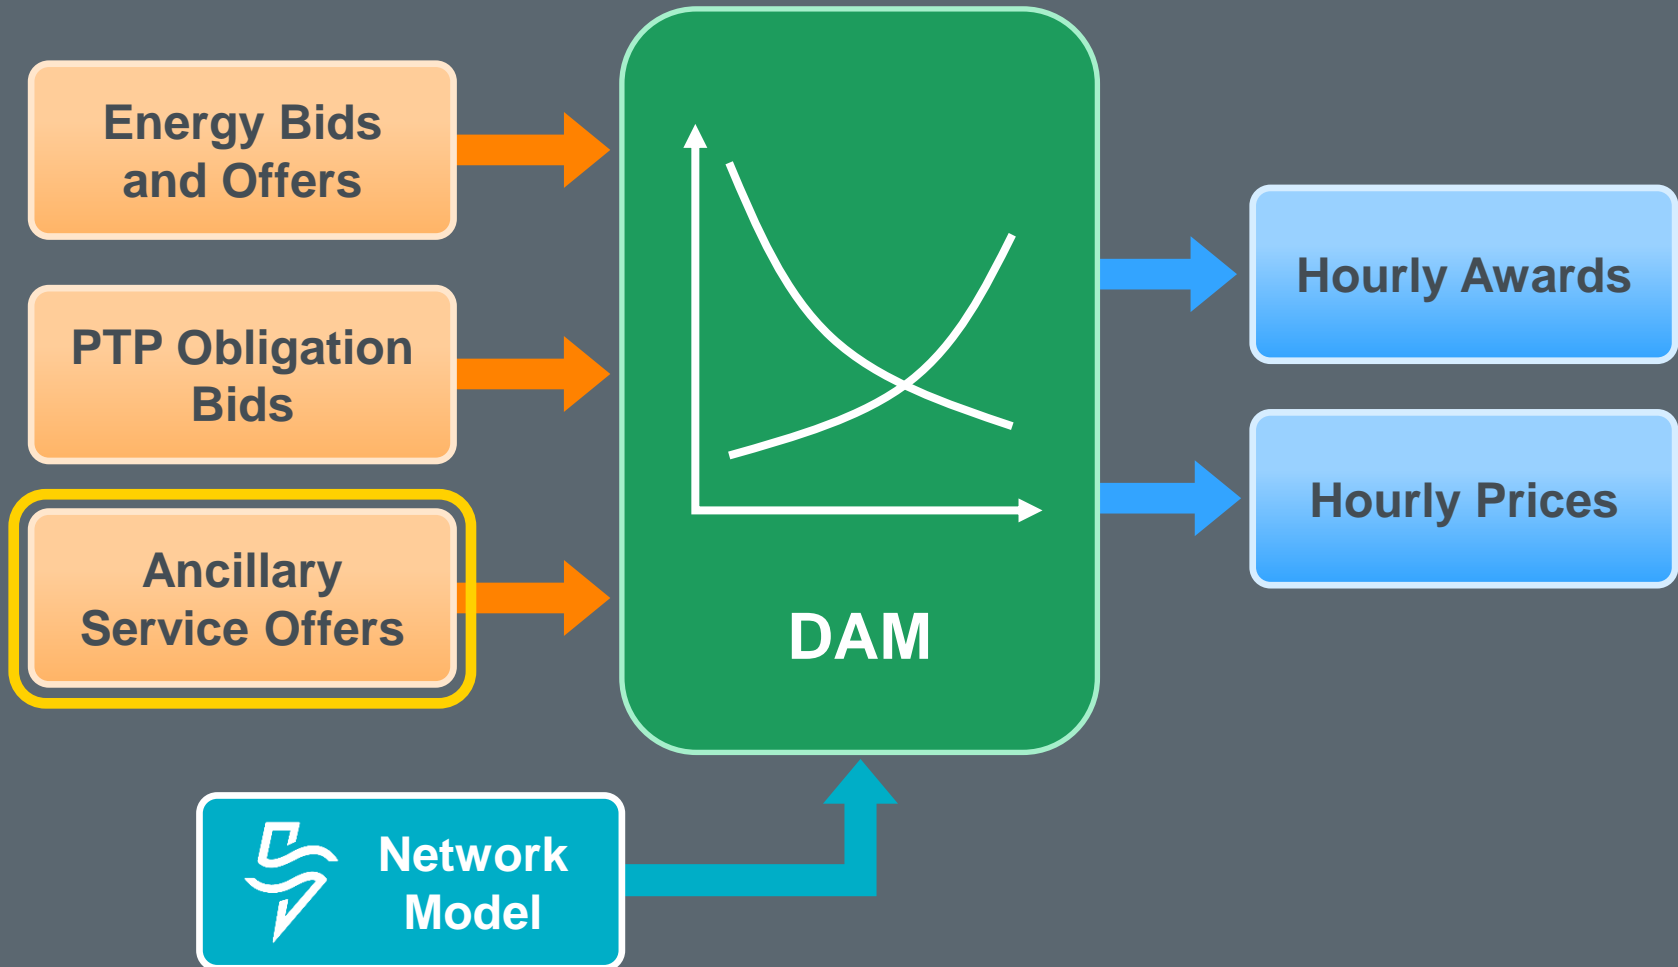 Energy Bids
and Offers
PTP Obligation
Bids
Ancillary
Service Offers
DAM
Hourly Awards
Hourly Prices
Network
Model